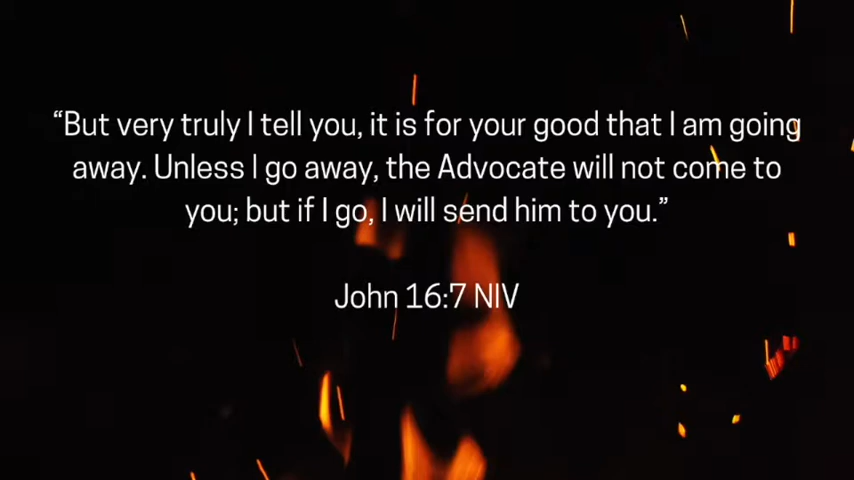 “But very truly I tell you, it is for your good that I am going
away. Unless I go away, the Advocate will not come to
you; but if I go, I will send him to you.”
John 16:7 NIV